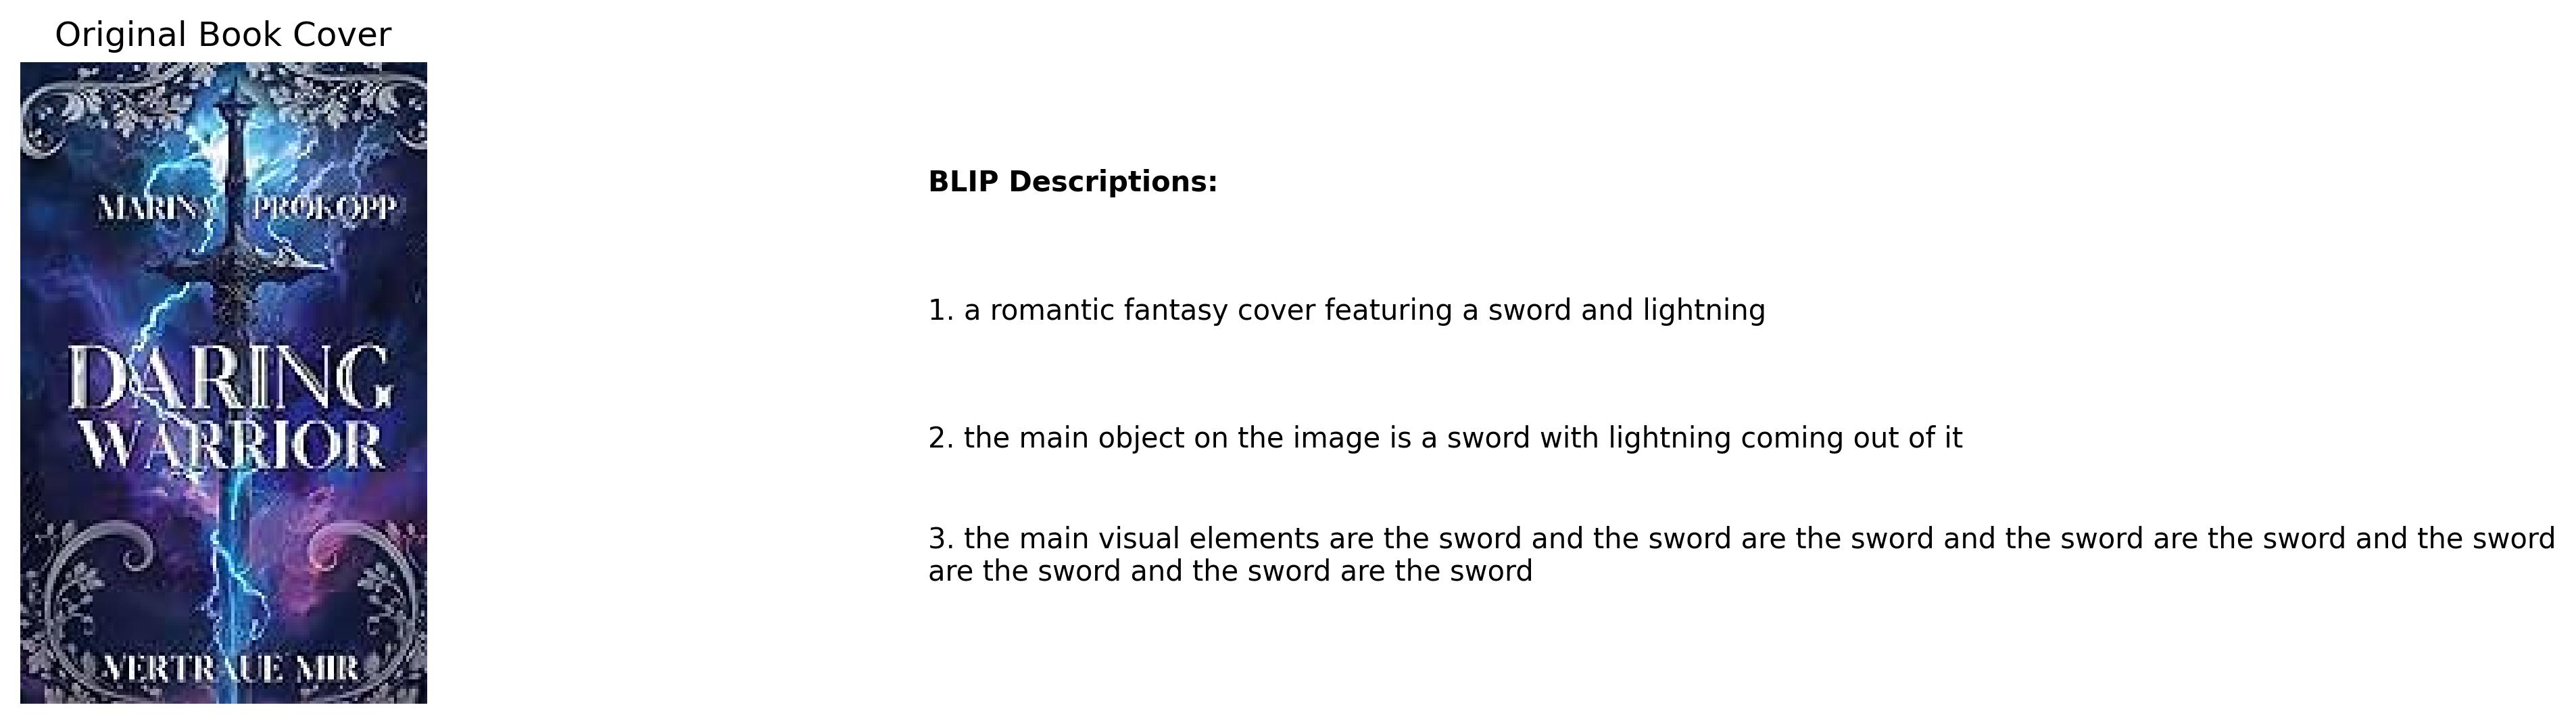 Original Book Cover
MARINA PROKOPP
DARING
WARRIOR
VERTRAUE MIR
BLIP Descriptions:
1. a romantic fantasy cover featuring a sword and lightning
2. the main object on the image is a sword with lightning coming out of it
3. the main visual elements are the sword and the sword are the sword and the sword are the sword and the sword
are the sword and the sword are the sword